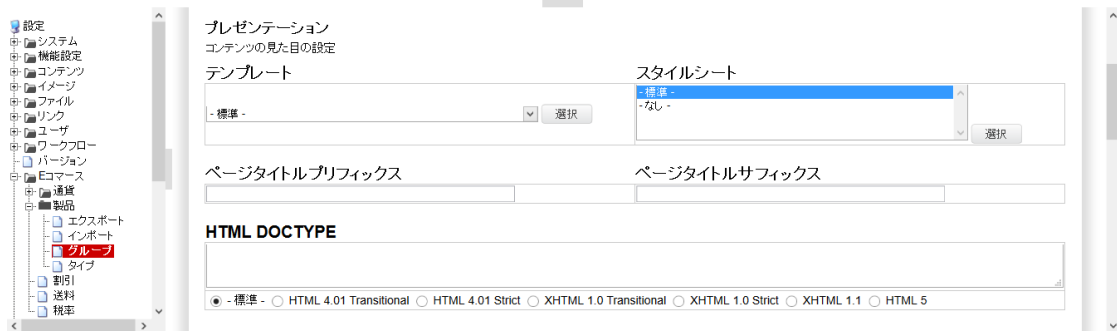 設定
システム
機能設定
コンテンツ
イメージ
ファイル
リンク
ユーザ
ワークフロー
バージョン
Eコマース
通貨
製品
エクスポート
インポート
グループ
タイプ
割引
送料
税率
プレゼンテーション
コンテンツの見た目の設定
テンプレート スタイルシート
- 標準 - 選択
- 標準 -
- なし -
選択
ページタイトルプリフィックス ページタイトルサフィックス
HTML DOCTYPE
- 標準 - HTML 4.01 Transitional HTML 4.01 Strict XHTML 1.0 Transitional XHTML 1.0 Strict XHTML 1.1 HTML 5